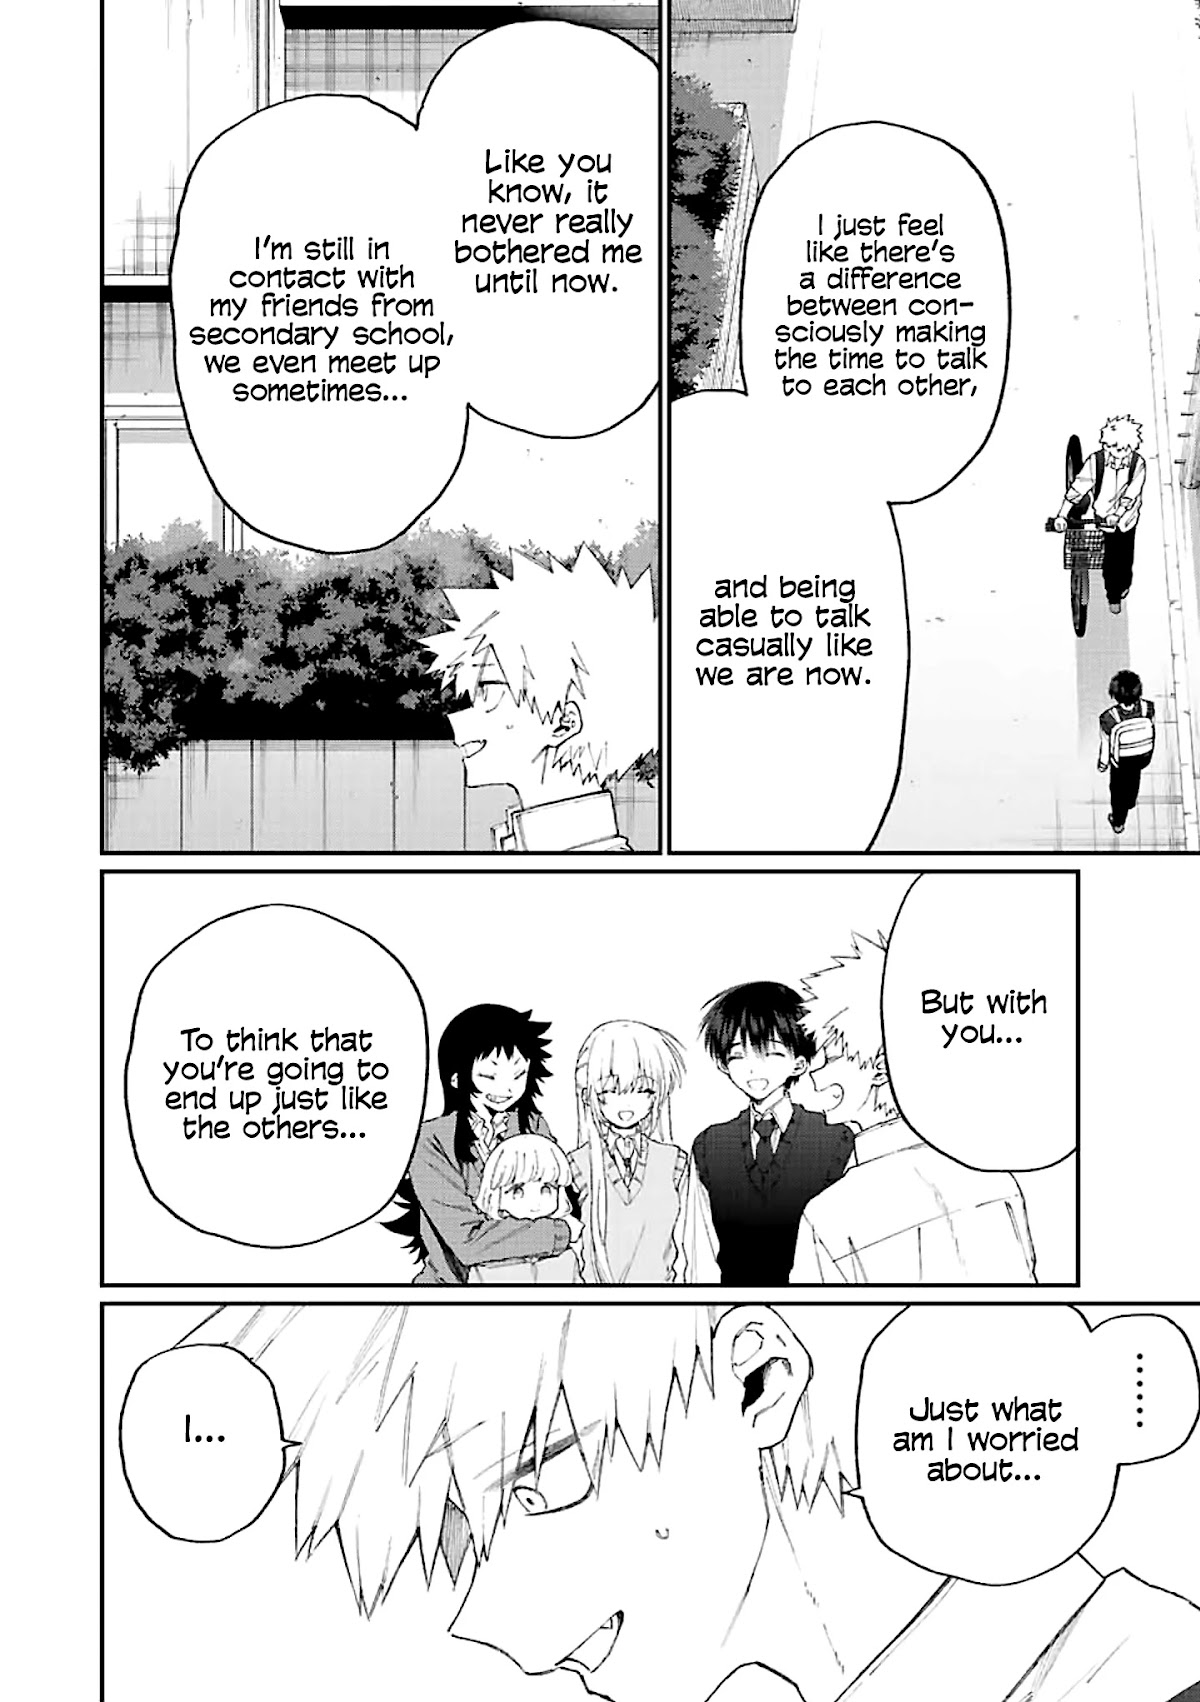 I just feel
like there's
a difference
between con-
sciously making
the time to talk
to each other,
and being
able to talk
casually like
we are now.
Like you
know, it
never really
bothered me
until now.
I'm still in
contact with
my friends from
secondary school,
we even meet up
sometimes...
But with
you...
To think that
you're going to
end up just like
the others...
......
Just what
am I worried
about...
I...